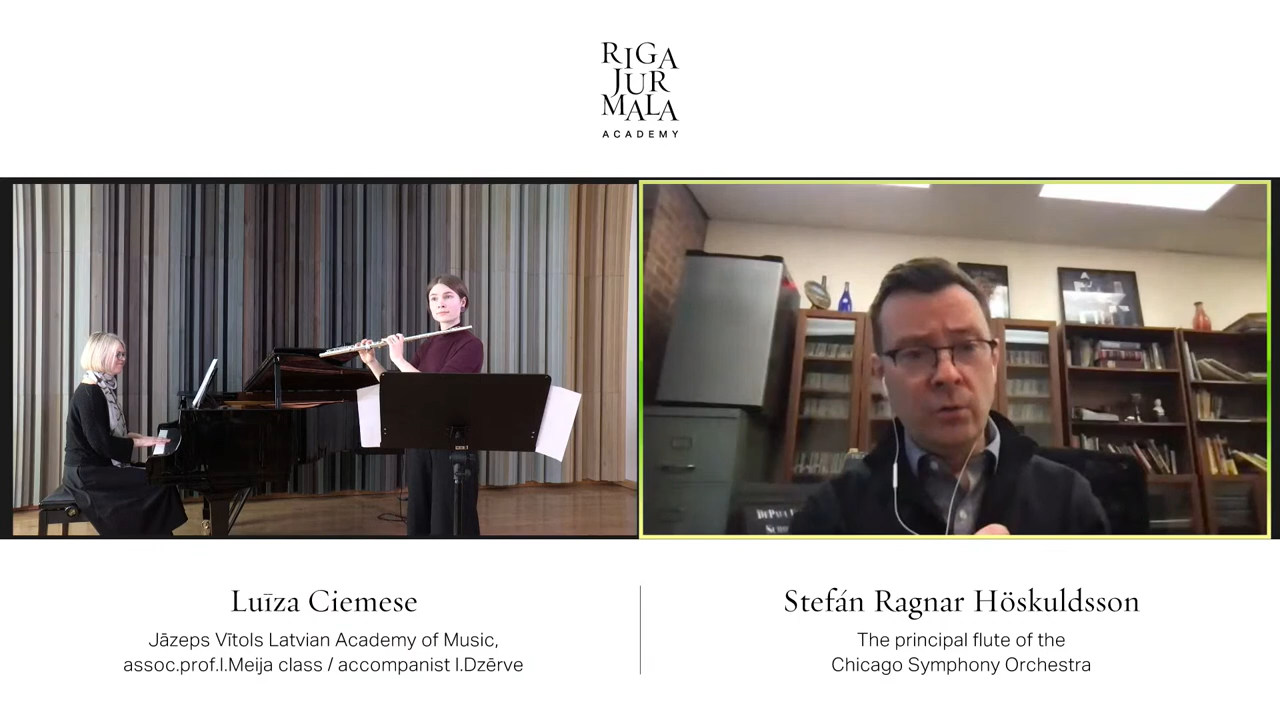 RIGA
JUR
MALA
ACADEMY
Luīza Ciemese
Jāzeps Vītols Latvian Academy of Music,
assoc.prof.I.Meija class / accompanist I.Dzērve
Stefán Ragnar Höskuldsson
The principal flute of the
Chicago Symphony Orchestra